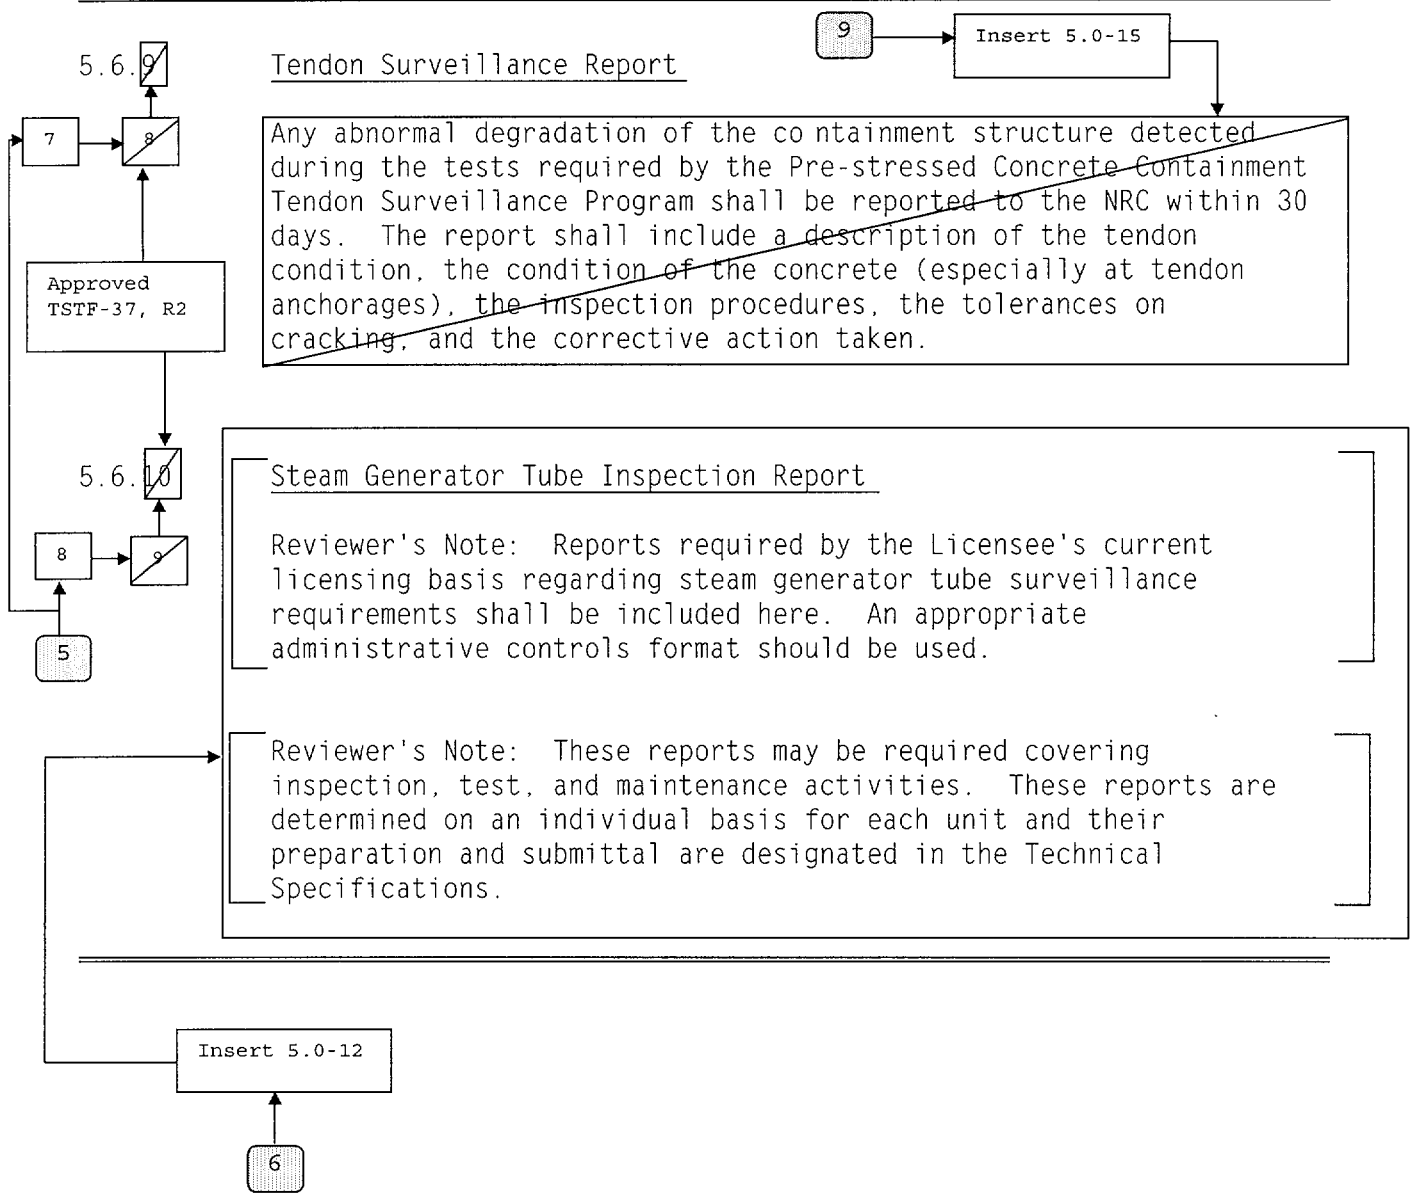 9
Insert 5.0-15
5.6.9
Tendon Surveillance Report
7
8
Any abnormal degradation of the containment structure detected
during the tests required by the Pre-stressed Concrete Containment
Tendon Surveillance Program shall be reported to the NRC within 30
days. The report shall include a description of the tendon
condition, the condition of the concrete (especially at tendon
anchorages), the inspection procedures, the tolerances on
cracking, and the corrective action taken.
Approved
TSTF-37, R2
5.6.10
Steam Generator Tube Inspection Report
8
9
Reviewer's Note: Reports required by the Licensee's current
licensing basis regarding steam generator tube surveillance
requirements shall be included here. An appropriate
administrative controls format should be used.
5
Reviewer's Note: These reports may be required covering
inspection, test, and maintenance activities. These reports are
determined on an individual basis for each unit and their
preparation and submittal are designated in the Technical
Specifications.
Insert 5.0-12
6